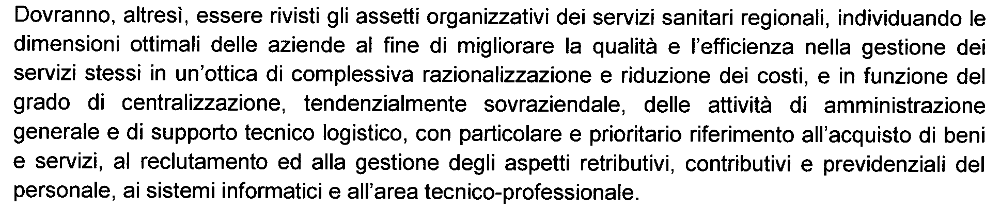 Dovranno, altresì, essere rivisti gli assetti organizzativi dei servizi sanitari regionali, individuando le
dimensioni ottimali delle aziende al fine di migliorare la qualità e l'efficienza nella gestione dei
servizi stessi in un'ottica di complessiva razionalizzazione e riduzione dei costi, e in funzione del
grado di centralizzazione, tendenzialmente sovraziendale, delle attività di amministrazione
generale e di supporto tecnico logistico, con particolare e prioritario riferimento all'acquisto di beni
e servizi, al reclutamento ed alla gestione degli aspetti retributivi, contributivi e previdenziali del
personale, ai sistemi informatici e all'area tecnico-professionale.